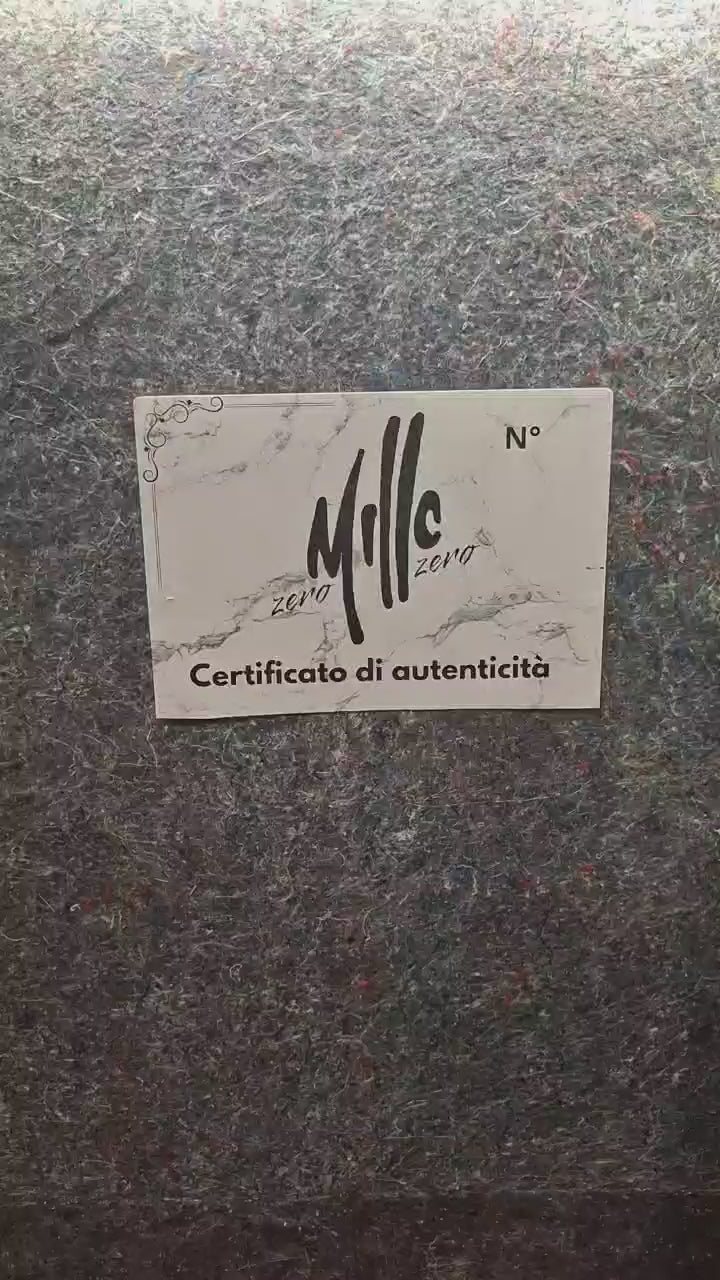 N°
Mille
zero zero
Certificato di autenticità